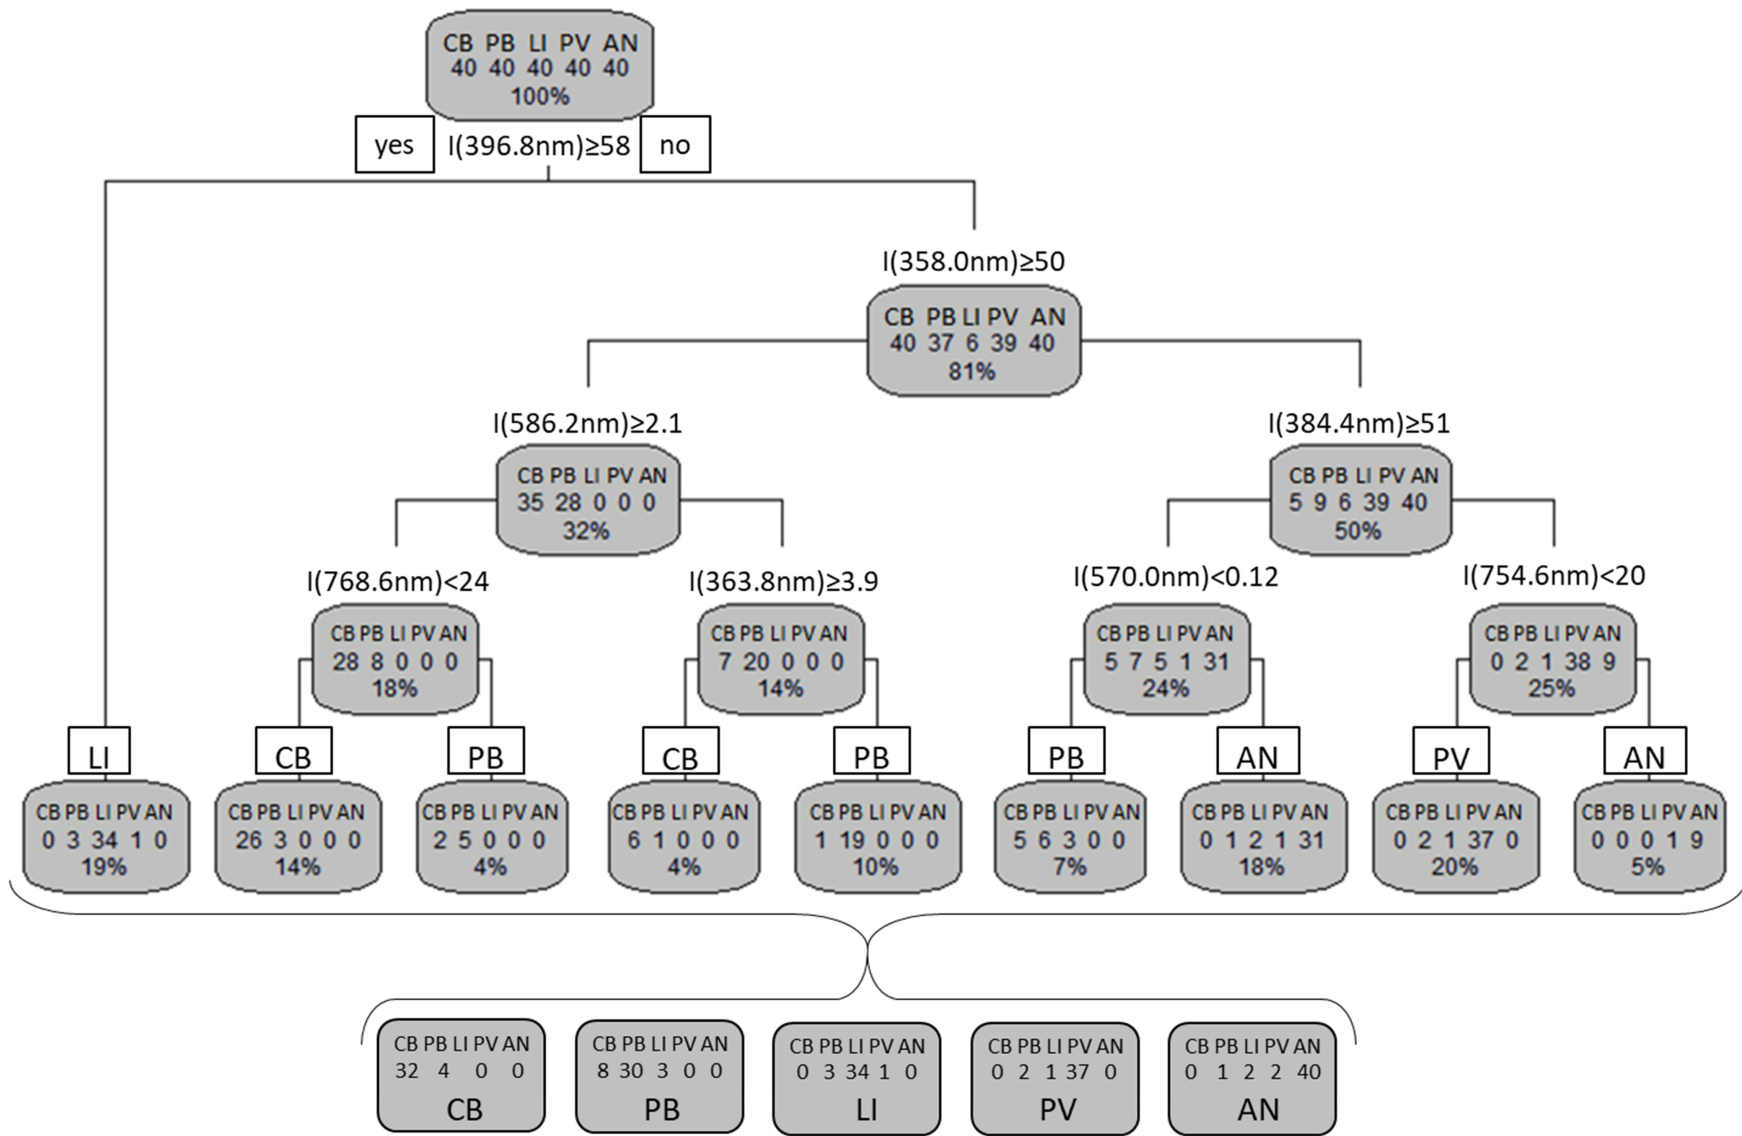 CB PB LI PV AN
40 40 40 40 40
100%
yes
I(396.8nm)≥58
no
I(358.0nm)≥50
CB PB LI PV AN
40 37 6 39 40
81%
I(586.2nm)≥2.1
I(384.4nm)≥51
CB PB LI PV AN
35 28 0 0 0
32%
CB PB LI PV AN
5 9 6 39 40
50%
I(768.6nm)<24
I(363.8nm)≥3.9
I(570.0nm)<0.12
I(754.6nm)<20
CB PB LI PV AN
28 8 0 0 0
18%
CB PB LI PV AN
7 20 0 0 0
14%
CB PB LI PV AN
5 7 5 1 31
24%
CB PB LI PV AN
0 2 1 38 9
25%
LI
CB
PB
CB
PB
PB
AN
PV
AN
CB PB LI PV AN
0 3 34 1 0
19%
CB PB LI PV AN
26 3 0 0 0
14%
CB PB LI PV AN
2 5 0 0 0
4%
CB PB LI PV AN
6 1 0 0 0
4%
CB PB LI PV AN
1 19 0 0 0
10%
CB PB LI PV AN
5 6 3 0 0
7%
CB PB LI PV AN
0 1 2 1 31
18%
CB PB LI PV AN
0 2 1 37 0
20%
CB PB LI PV AN
0 0 0 1 9
5%
CB PB LI PV AN
32 4 0 0
CB
CB PB LI PV AN
8 30 3 0 0
PB
CB PB LI PV AN
0 3 34 1 0
LI
CB PB LI PV AN
0 2 1 37 0
PV
CB PB LI PV AN
0 1 2 2 40
AN